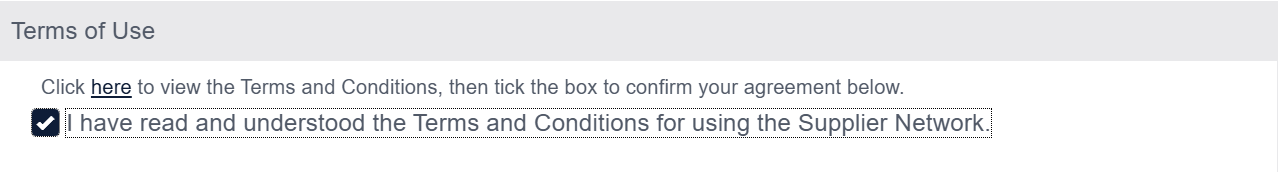 Terms of Use
Click here to view the Terms and Conditions, then tick the box to confirm your agreement below.
I have read and understood the Terms and Conditions for using the Supplier Network.